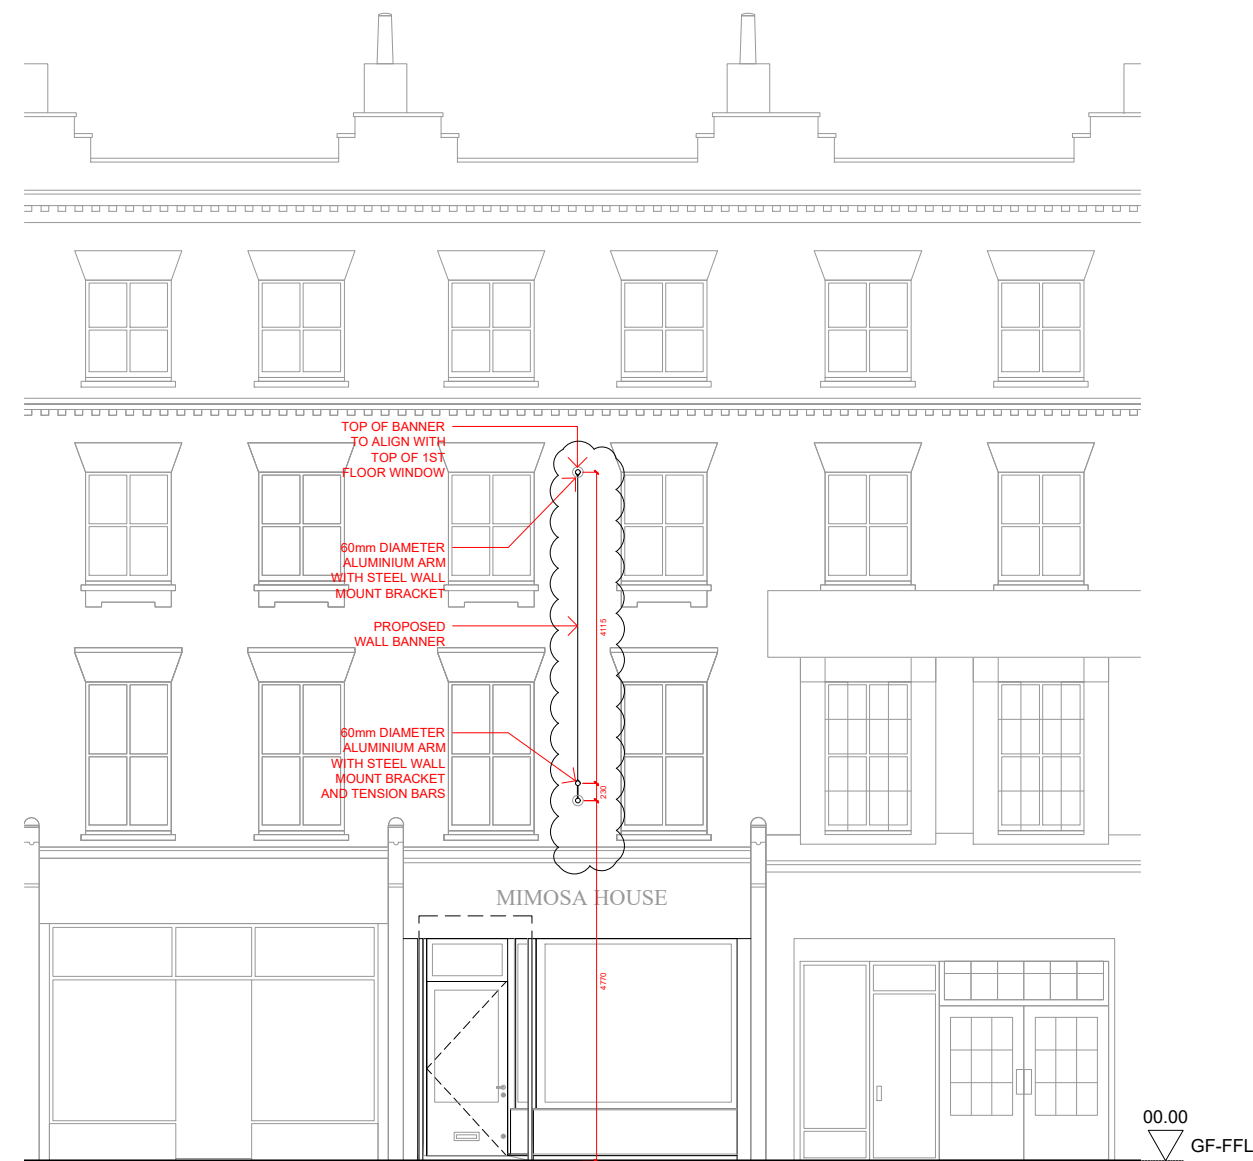 TOP OF BANNER
TO ALIGN WITH
TOP OF 1ST
FLOOR WINDOW
60mm DIAMETER
ALUMINIUM ARM
WITH STEEL WALL
MOUNT BRACKET
4115
PROPOSED
WALL BANNER
60mm DIAMETER
ALUMINIUM ARM
WITH STEEL WALL
MOUNT BRACKET
AND TENSION BARS
230
MIMOSA HOUSE
4770
00.00
GF-FFL